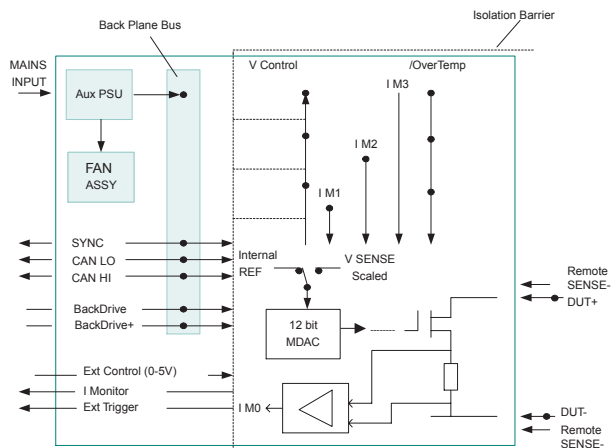 Isolation Barrier
Back Plane Bus
MAINS
INPUT
Aux PSU
FAN
ASSY
V Control
/OverTemp
I M3
I M2
I M1
SYNC
CAN LO
CAN HI
Internal
REF
V SENSE
Scaled
BackDrive
BackDrive+
12 bit
MDAC
Remote
SENSE-
DUT+
Ext Control (0-5V)
I Monitor
Ext Trigger
I M0
DUT-
Remote
SENSE-